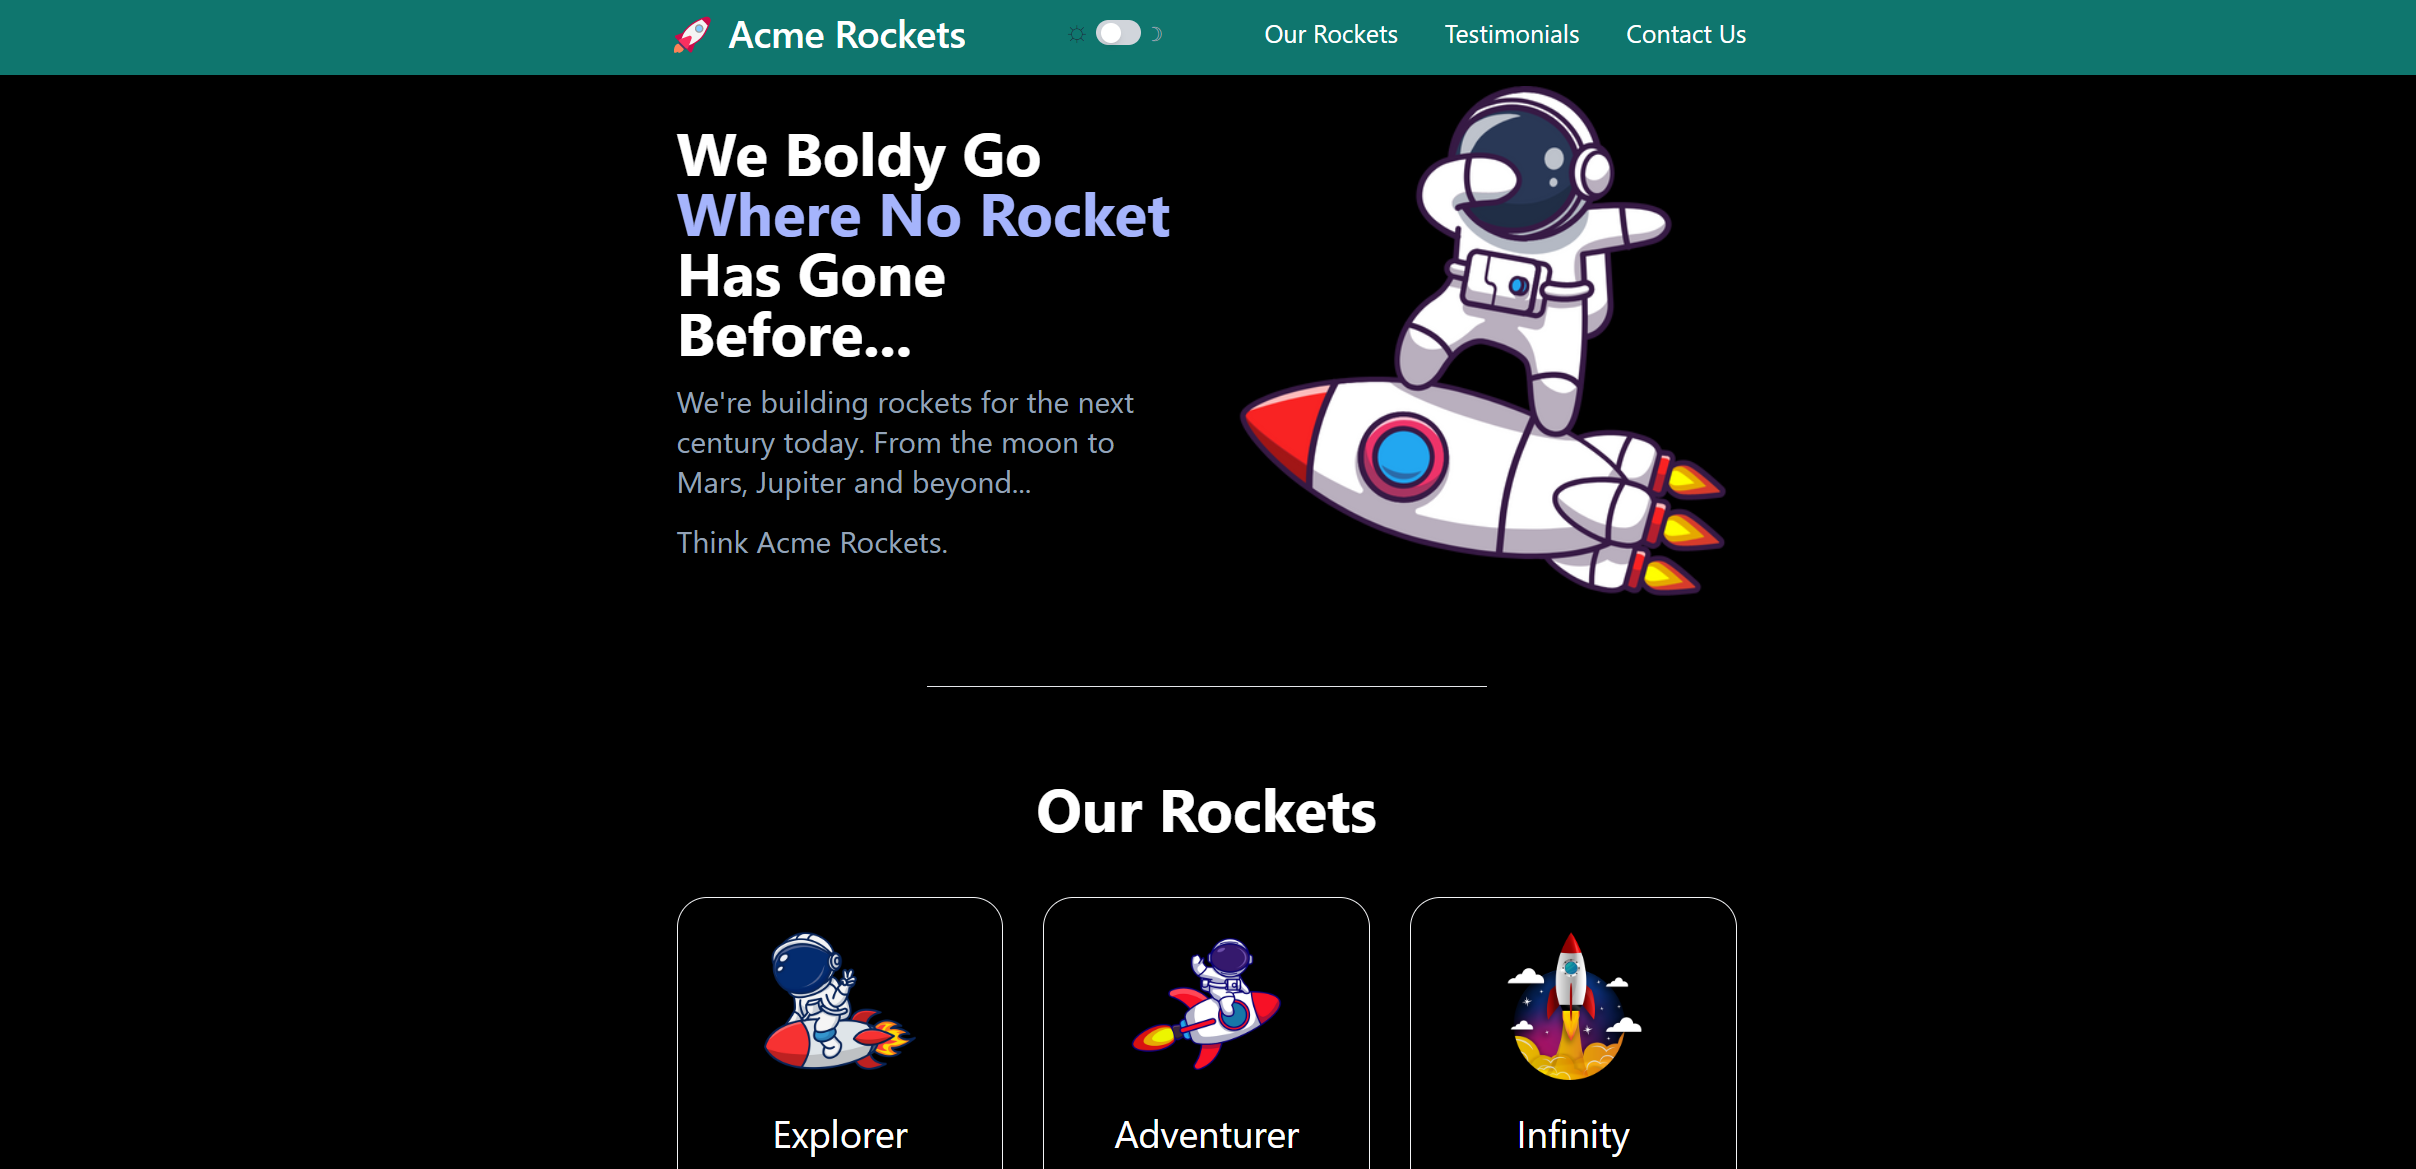 Acme Rockets
Our Rockets
Testimonials
Contact Us
We Boldy Go
Where No Rocket
Has Gone
Before...
We're building rockets for the next
century today. From the moon to
Mars, Jupiter and beyond...
Think Acme Rockets.
Our Rockets
Explorer
Adventurer
Infinity